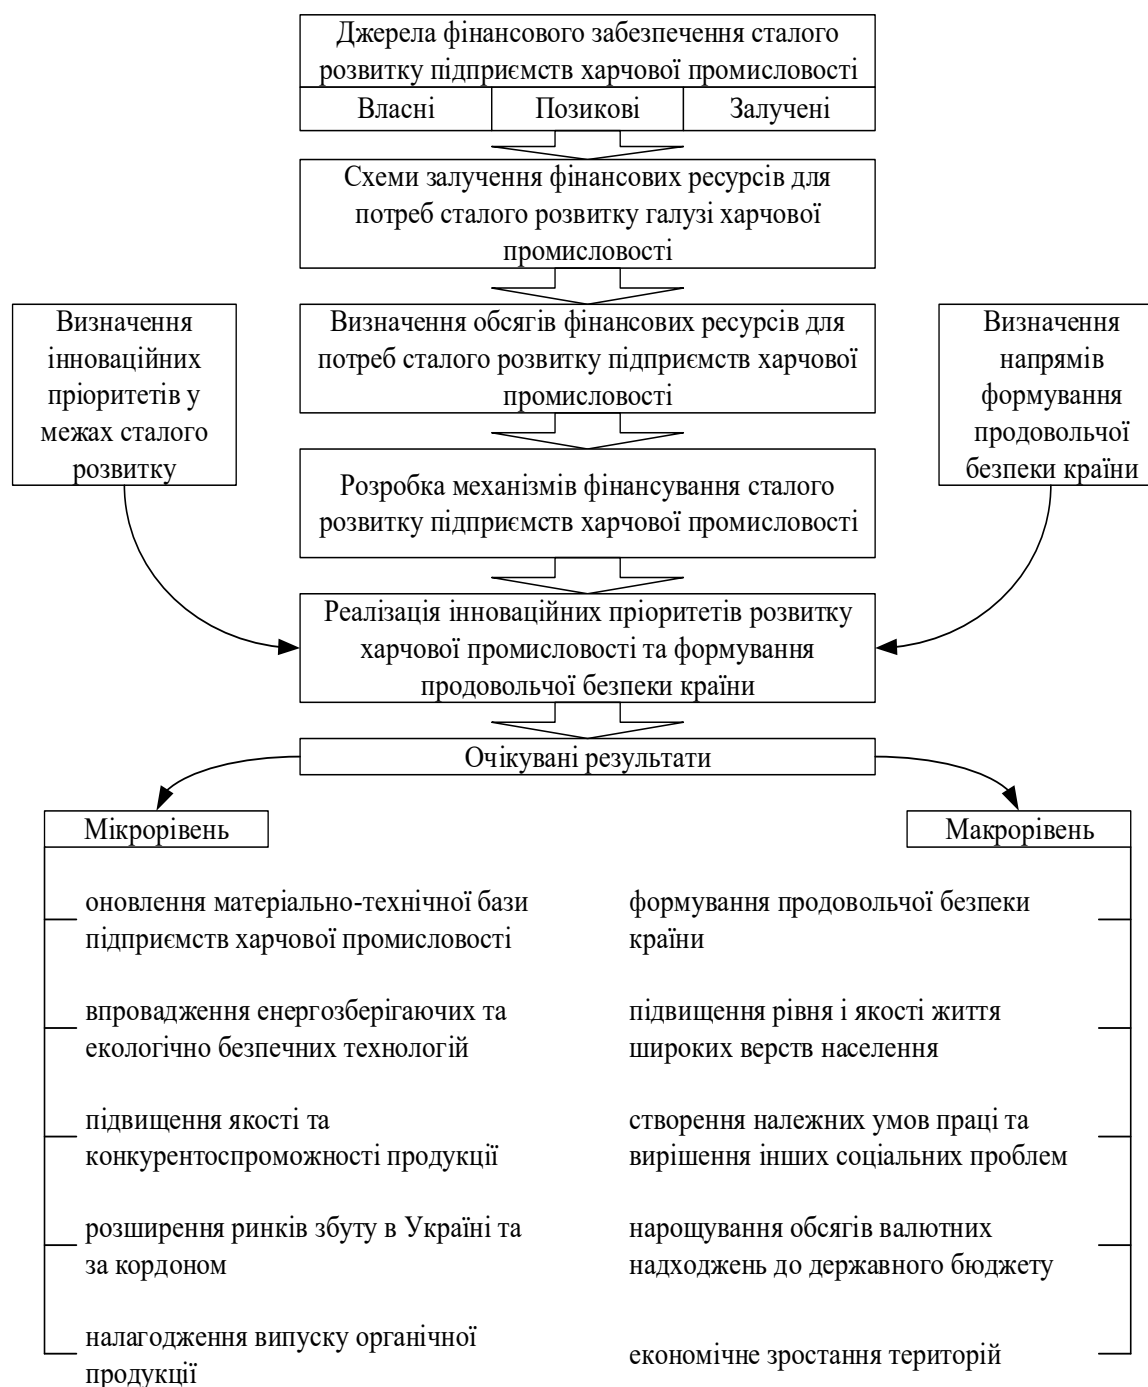 Джерела фінансового забезпечення сталого
розвитку підприємств харчової промисловості
Власні
Позикові
Залучені
Схеми залучення фінансових ресурсів для
потреб сталого розвитку галузі харчової
промисловості
Визначення
інноваційних
пріоритетів у
межах сталого
розвитку
Визначення обсягів фінансових ресурсів для
потреб сталого розвитку підприємств харчової
промисловості
Визначення
напрямів
формування
продовольчої
безпеки країни
Розробка механізмів фінансування сталого
розвитку підприємств харчової промисловості
Реалізація інноваційних пріоритетів розвитку
харчової промисловості та формування
продовольчої безпеки країни
Очікувані результати
Мікрорівень
оновлення матеріально-технічної бази
підприємств харчової промисловості
впровадження енергозберігаючих та
екологічно безпечних технологій
підвищення якості та
конкурентоспроможності продукції
розширення ринків збуту в Україні та
за кордоном
налагодження випуску органічної
продукції
Макрорівень
формування продовольчої безпеки
країни
підвищення рівня і якості життя
широких верств населення
створення належних умов праці та
вирішення інших соціальних проблем
нарощування обсягів валютних
надходжень до державного бюджету
економічне зростання територій